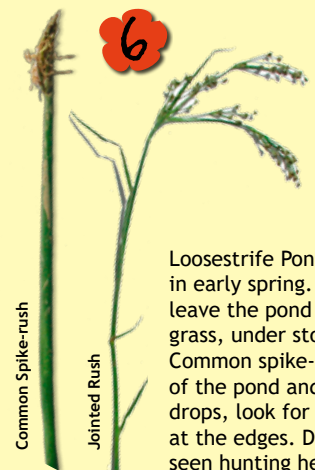 6
Common Spike-rush
Jointed Rush
Loosestrife Pon
in early spring.
leave the pond
grass, under sto
Common spike-
of the pond and
drops, look for
at the edges. D
seen hunting he